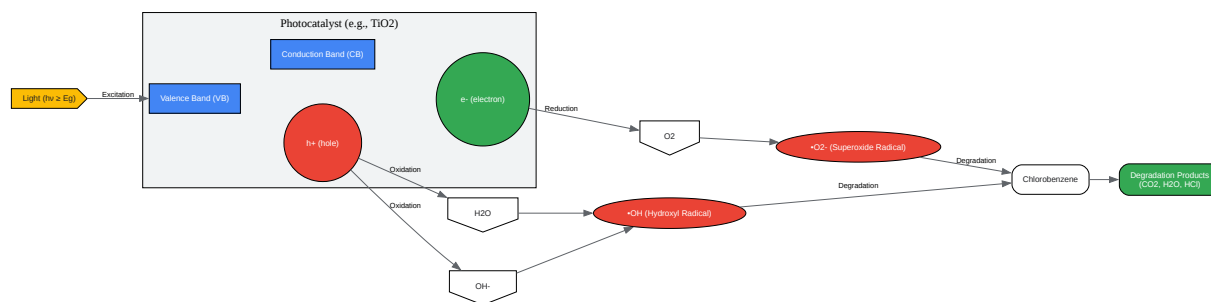 Photocatalyst (e.g., TiO2)
Conduction Band (CB)
Light (hν ≥ Eg)
Excitation
Valence Band (VB)
e- (electron)
Reduction
h+ (hole)
O2
•O2- (Superoxide Radical)
Degradation
Oxidation
Chlorobenzene
Degradation Products
(CO2, H2O, HCl)
Degradation
Oxidation
H2O
•OH (Hydroxyl Radical)
OH-